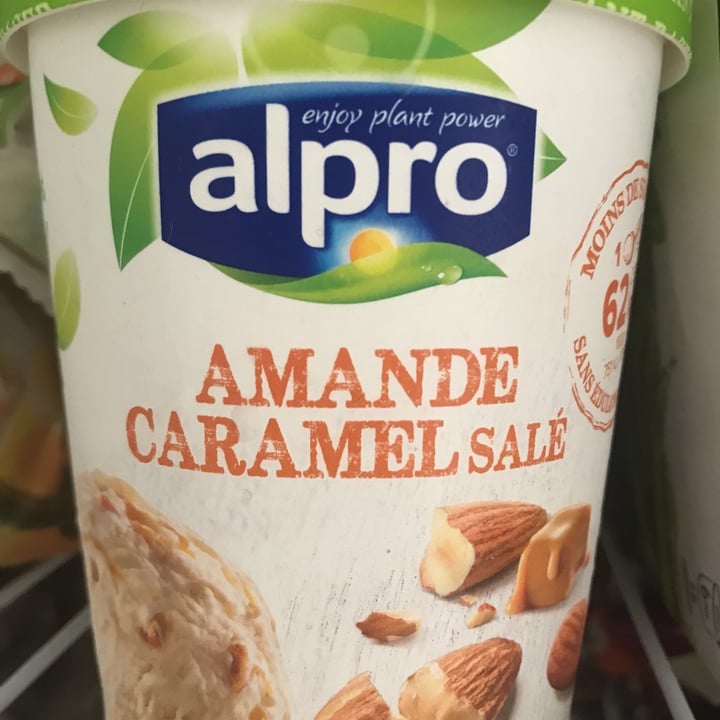 enjoy plant power
alpro®
AMANDE
CARAMEL SALÉ
MOINS DE
62
SANS